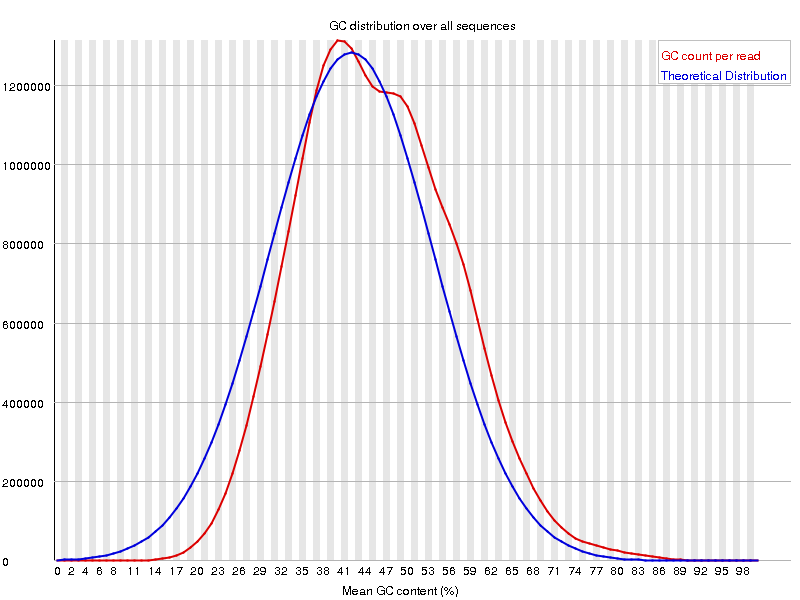 GC distribution over all sequences
GC count per read
Theoretical Distribution
1200000
1000000
800000
600000
400000
200000
0
0 2 4 6 8 11 14 17 20 23 26 29 32 35 38 41 44 47 50 53 56 59 62 65 68 71 74 77 80 83 86 89 92 95 98
Mean GC content (%)